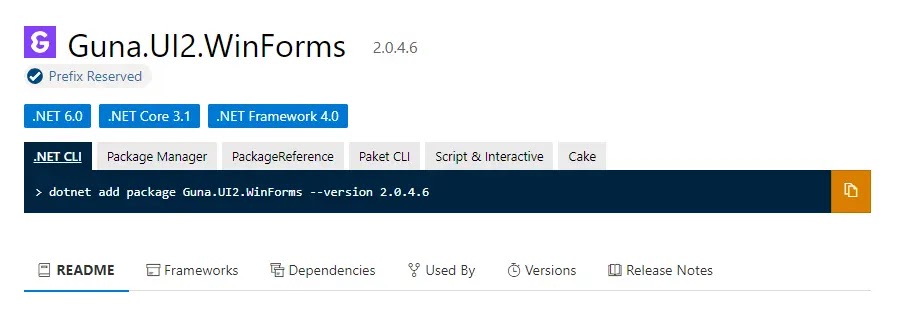 Guna.UI2.WinForms 2.0.4.6
Prefix Reserved
.NET 6.0 .NET Core 3.1 .NET Framework 4.0
.NET CLI Package Manager PackageReference Paket CLI Script & Interactive Cake
> dotnet add package Guna.UI2.WinForms --version 2.0.4.6
README Frameworks Dependencies Used By Versions Release Notes